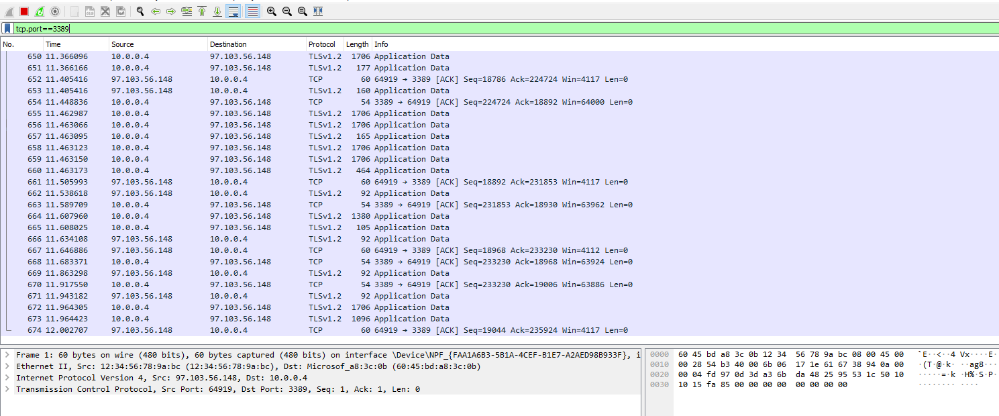 tcp.port==3389
No. Time Source Destination Protocol Length Info
650 11.366096 10.0.0.4 97.103.56.148 TLSv1.2 1706 Application Data
651 11.366166 10.0.0.4 97.103.56.148 TLSv1.2 177 Application Data
652 11.405416 97.103.56.148 10.0.0.4 TCP 60 64919 → 3389 [ACK] Seq=18786 Ack=224724 Win=4117 Len=0
653 11.405416 97.103.56.148 10.0.0.4 TLSv1.2 160 Application Data
654 11.448836 10.0.0.4 97.103.56.148 TCP 54 3389 → 64919 [ACK] Seq=224724 Ack=18892 Win=64000 Len=0
655 11.462987 10.0.0.4 97.103.56.148 TLSv1.2 1706 Application Data
656 11.463066 10.0.0.4 97.103.56.148 TLSv1.2 1706 Application Data
657 11.463095 10.0.0.4 97.103.56.148 TLSv1.2 165 Application Data
658 11.463123 10.0.0.4 97.103.56.148 TLSv1.2 1706 Application Data
659 11.463150 10.0.0.4 97.103.56.148 TLSv1.2 1706 Application Data
660 11.463173 10.0.0.4 97.103.56.148 TLSv1.2 464 Application Data
661 11.505993 97.103.56.148 10.0.0.4 TCP 60 64919 → 3389 [ACK] Seq=18892 Ack=231853 Win=4117 Len=0
662 11.538618 97.103.56.148 10.0.0.4 TLSv1.2 92 Application Data
663 11.589709 10.0.0.4 97.103.56.148 TCP 54 3389 → 64919 [ACK] Seq=231853 Ack=18930 Win=63962 Len=0
664 11.607960 10.0.0.4 97.103.56.148 TLSv1.2 1380 Application Data
665 11.608025 10.0.0.4 97.103.56.148 TLSv1.2 105 Application Data
666 11.634108 97.103.56.148 10.0.0.4 TLSv1.2 92 Application Data
667 11.646886 97.103.56.148 10.0.0.4 TCP 60 64919 → 3389 [ACK] Seq=18968 Ack=233230 Win=4112 Len=0
668 11.683371 10.0.0.4 97.103.56.148 TCP 54 3389 → 64919 [ACK] Seq=233230 Ack=18968 Win=63924 Len=0
669 11.863298 97.103.56.148 10.0.0.4 TLSv1.2 92 Application Data
670 11.917550 10.0.0.4 97.103.56.148 TCP 54 3389 → 64919 [ACK] Seq=233230 Ack=19006 Win=63886 Len=0
671 11.943182 97.103.56.148 10.0.0.4 TLSv1.2 92 Application Data
672 11.964305 10.0.0.4 97.103.56.148 TLSv1.2 1706 Application Data
673 11.964423 10.0.0.4 97.103.56.148 TLSv1.2 1096 Application Data
674 12.002707 97.103.56.148 10.0.0.4 TCP 60 64919 → 3389 [ACK] Seq=19044 Ack=235924 Win=4117 Len=0
Frame 1: 60 bytes on wire (480 bits), 60 bytes captured (480 bits) on interface \Device\NPF_{FAA1A6B3-5B1A-4CEF-B1E7-A2AED98B933F}, i
Ethernet II, Src: 12:34:56:78:9a:bc (12:34:56:78:9a:bc), Dst: Microsof_a8:3c:0b (60:45:bd:a8:3c:0b)
Internet Protocol Version 4, Src: 97.103.56.148, Dst: 10.0.0.4
Transmission Control Protocol, Src Port: 64919, Dst Port: 3389, Seq: 1, Ack: 1, Len: 0
0000 60 45 bd a8 3c 0b 12 34 56 78 9a bc 08 00 45 00 `E··<··4 Vx····E·
0010 00 28 54 b3 40 00 6b 06 17 1e 61 67 38 94 0a 00 ·(T·@·k· ··ag8···
0020 00 04 fd 97 0d 3d a3 6b da 48 25 95 53 1c 50 10 ·····=·k ·H%·S·P·
0030 10 15 fa 85 00 00 00 00 00 00 00 00 ········ ····